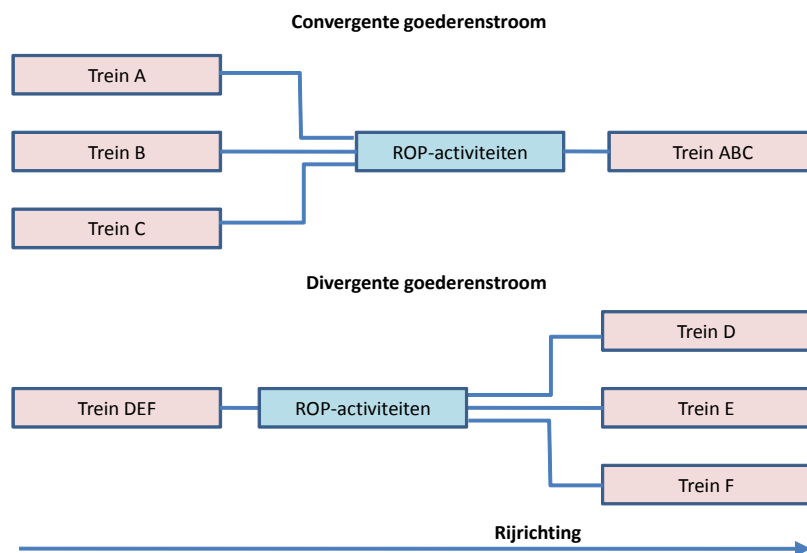 Convergente goederenstroom
Trein A
Trein B
ROP-activiteiten
Trein ABC
Trein C
Divergente goederenstroom
Trein D
Trein DEF
ROP-activiteiten
Trein E
Trein F
Rijrichting